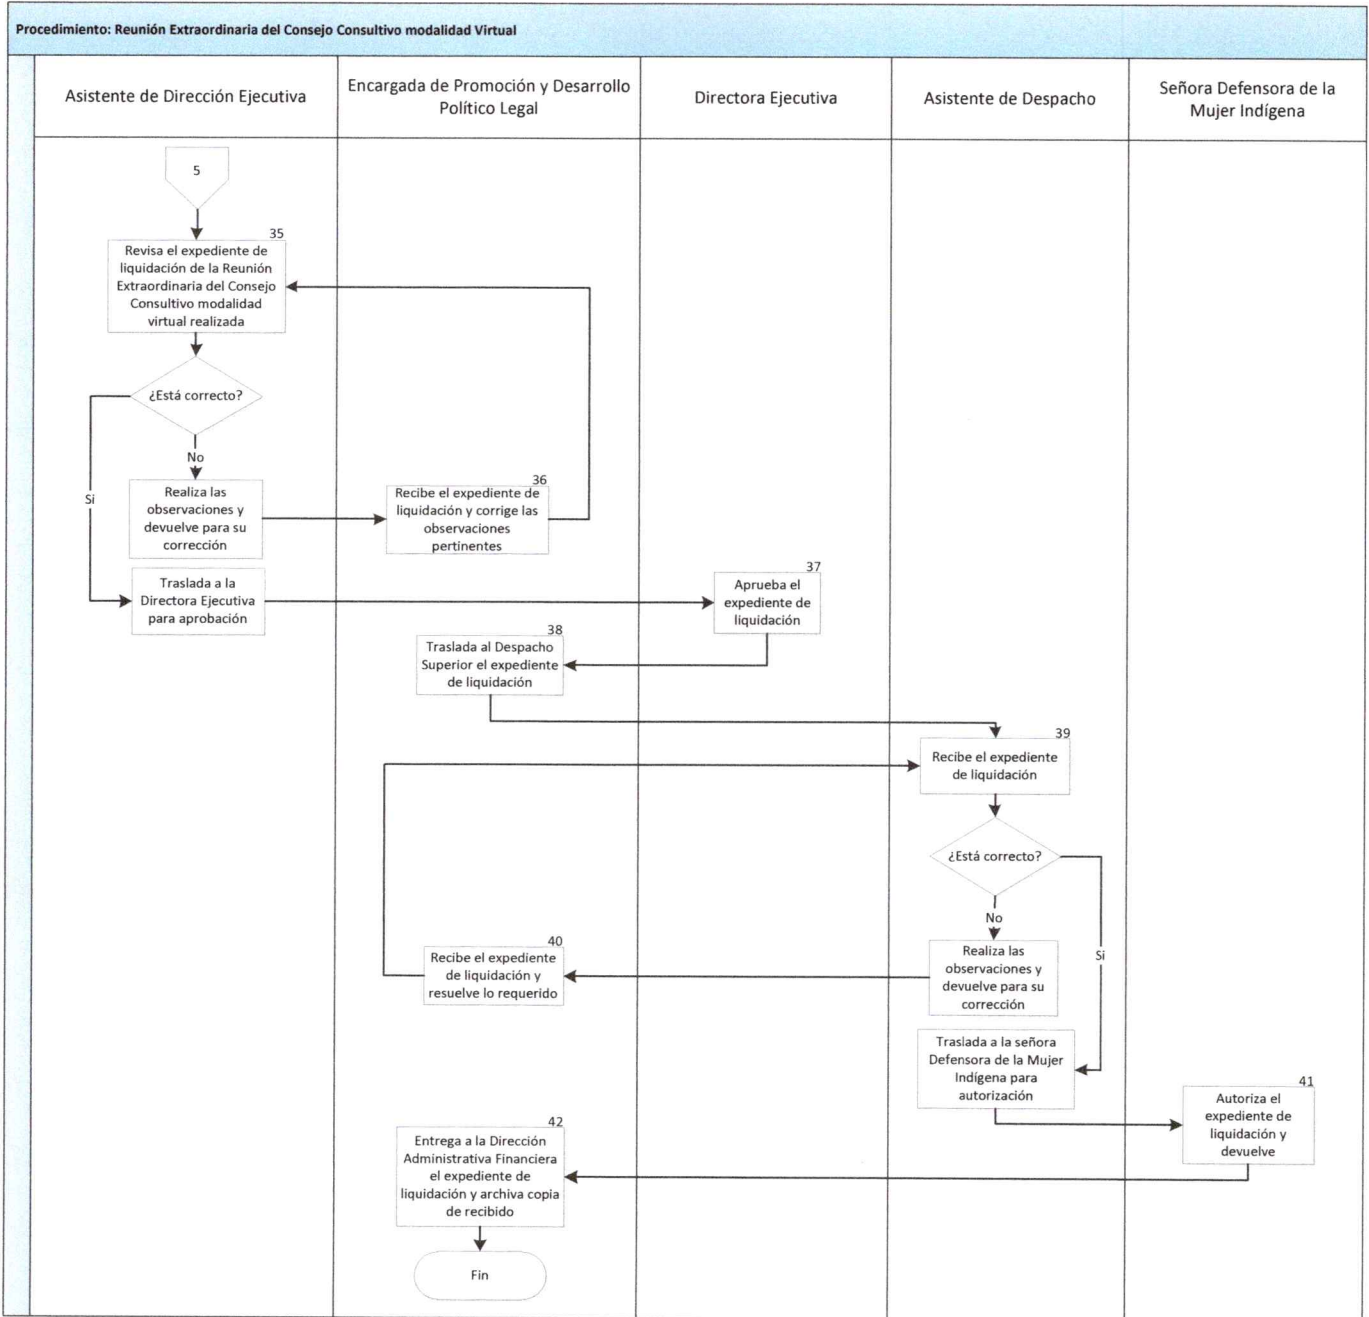 Procedimiento: Reunión Extraordinaria del Consejo Consultivo modalidad Virtual
Asistente de Dirección Ejecutiva
Encargada de Promoción y Desarrollo
Político Legal
Directora Ejecutiva
Asistente de Despacho
Señora Defensora de la
Mujer Indígena
5
35
Revisa el expediente de
liquidación de la Reunión
Extraordinaria del Consejo
Consultivo modalidad
virtual realizada
¿Está correcto?
No
Si
Realiza las
observaciones y
devuelve para su
corrección
36
Recibe el expediente de
liquidación y corrige las
observaciones
pertinentes
Traslada a la
Directora Ejecutiva
para aprobación
37
Aprueba el
expediente de
liquidación
38
Traslada al Despacho
Superior el expediente
de liquidación
39
Recibe el expediente
de liquidación
¿Está correcto?
No
Si
Realiza las
observaciones y
devuelve para su
corrección
40
Recibe el expediente
de liquidación y
resuelve lo requerido
Traslada a la señora
Defensora de la Mujer
Indígena para
autorización
41
Autoriza el
expediente de
liquidación y
devuelve
42
Entrega a la Dirección
Administrativa Financiera
el expediente de
liquidación y archiva copia
de recibido
Fin